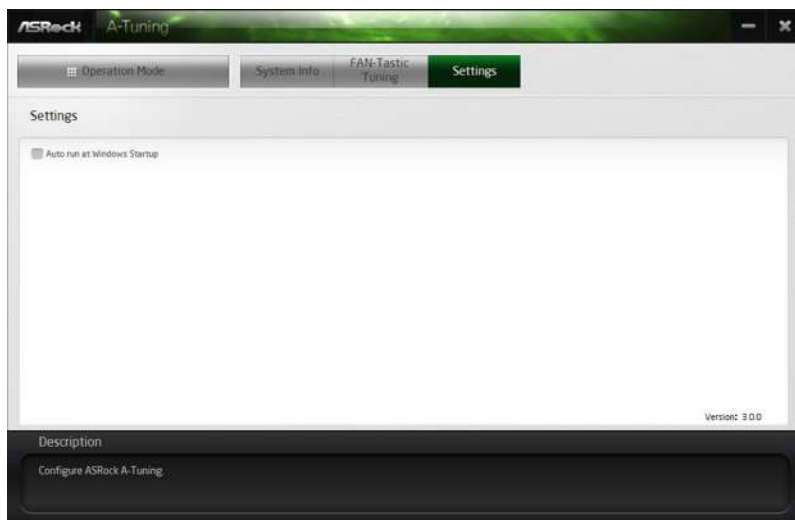 ASRock A-Tuning
Operation Mode
System Info
FAN-Tastic
Tuning
Settings
Settings
Auto run at Windows Startup
Version: 3.0.0
Description
Configure ASRock A-Tuning.